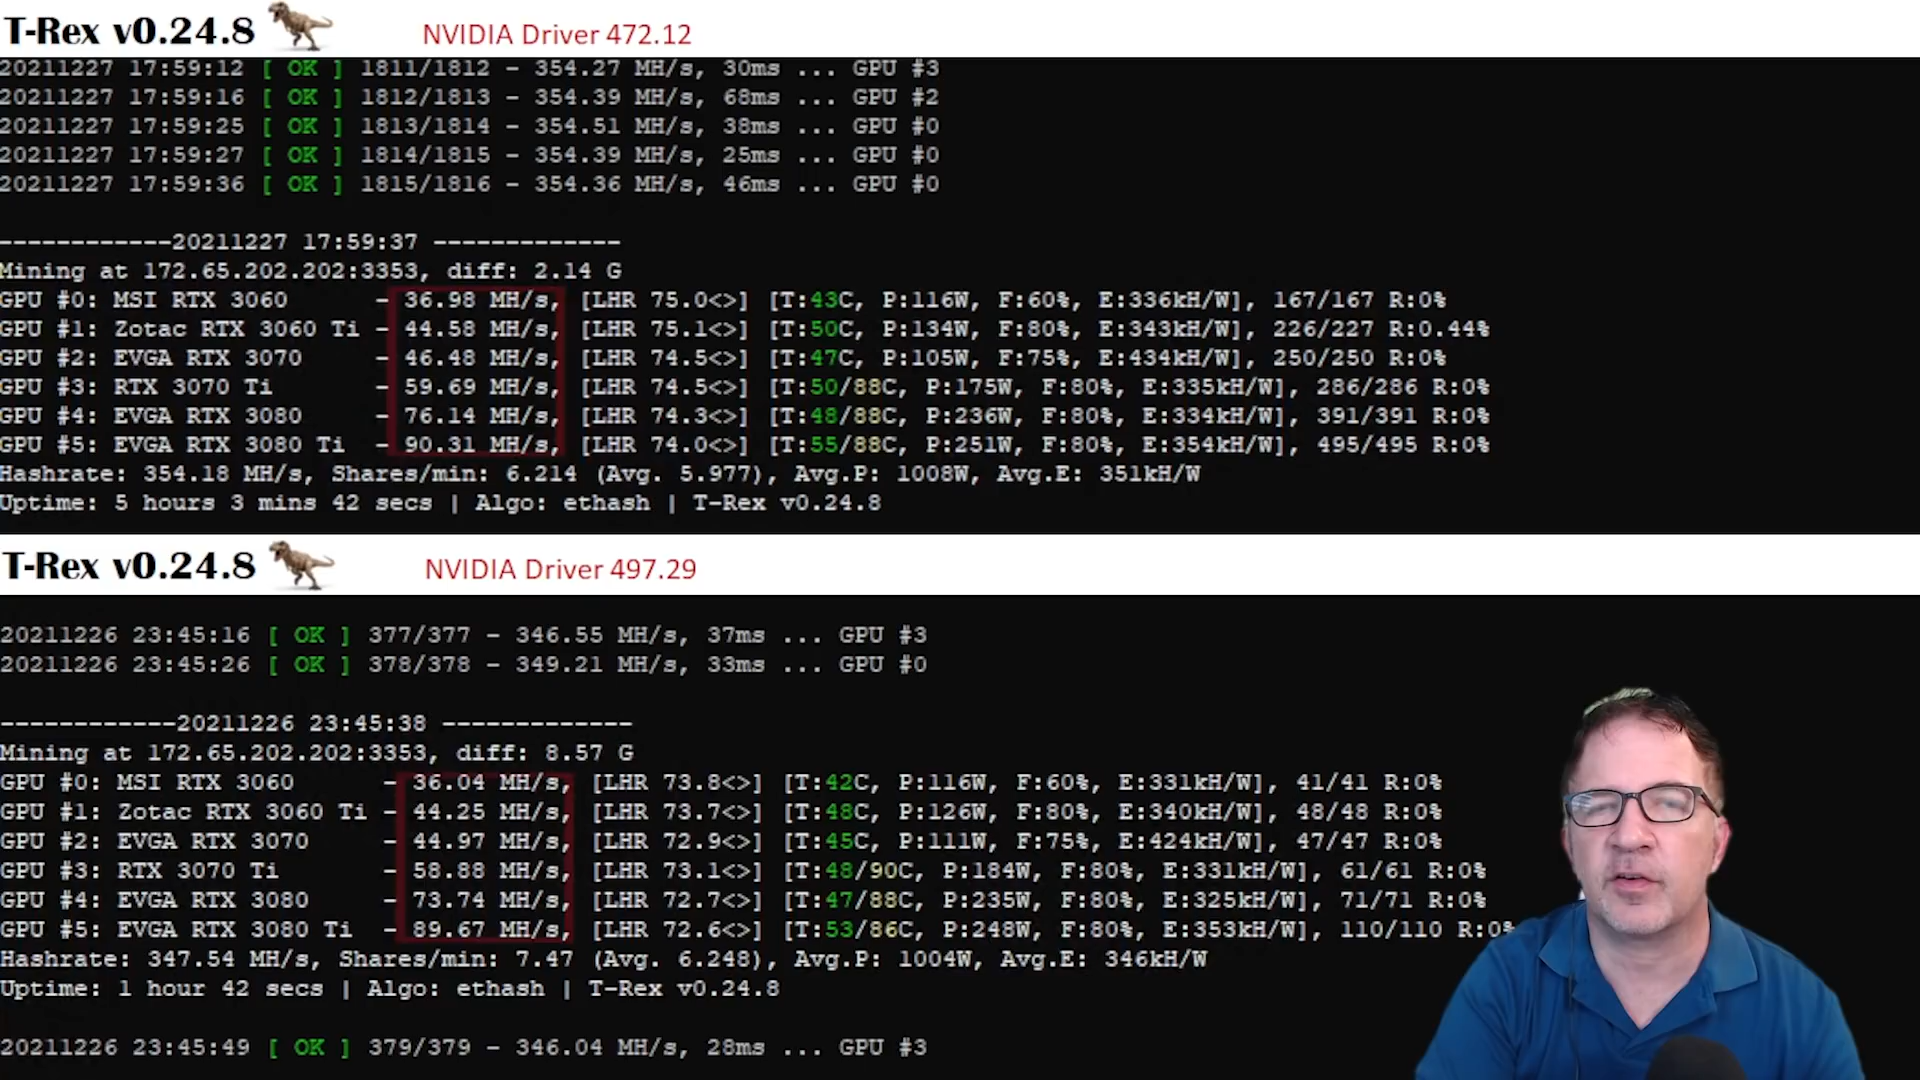 T-Rex v0.24.8 NVIDIA Driver 472.12
20211227 17:59:12 [ OK ] 1811/1812 - 354.27 MH/s, 30ms ... GPU #3
20211227 17:59:16 [ OK ] 1812/1813 - 354.39 MH/s, 68ms ... GPU #2
20211227 17:59:25 [ OK ] 1813/1814 - 354.51 MH/s, 38ms ... GPU #0
20211227 17:59:27 [ OK ] 1814/1815 - 354.39 MH/s, 25ms ... GPU #0
20211227 17:59:36 [ OK ] 1815/1816 - 354.36 MH/s, 46ms ... GPU #0
------------20211227 17:59:37 -------------
Mining at 172.65.202.202:3353, diff: 2.14 G
GPU #0: MSI RTX 3060 - 36.98 MH/s, [LHR 75.0<>] [T:43C, P:116W, F:60%, E:336kH/W], 167/167 R:0%
GPU #1: Zotac RTX 3060 Ti - 44.58 MH/s, [LHR 75.1<>] [T:50C, P:134W, F:80%, E:343kH/W], 226/227 R:0.44%
GPU #2: EVGA RTX 3070 - 46.48 MH/s, [LHR 74.5<>] [T:47C, P:105W, F:75%, E:434kH/W], 250/250 R:0%
GPU #3: RTX 3070 Ti - 59.69 MH/s, [LHR 74.5<>] [T:50/88C, P:175W, F:80%, E:335kH/W], 286/286 R:0%
GPU #4: EVGA RTX 3080 - 76.14 MH/s, [LHR 74.3<>] [T:48/88C, P:236W, F:80%, E:334kH/W], 391/391 R:0%
GPU #5: EVGA RTX 3080 Ti - 90.31 MH/s, [LHR 74.0<>] [T:55/88C, P:251W, F:80%, E:354kH/W], 495/495 R:0%
Hashrate: 354.18 MH/s, Shares/min: 6.214 (Avg. 5.977), Avg.P: 1008W, Avg.E: 351kH/W
Uptime: 5 hours 3 mins 42 secs | Algo: ethash | T-Rex v0.24.8
T-Rex v0.24.8 NVIDIA Driver 497.29
20211226 23:45:16 [ OK ] 377/377 - 346.55 MH/s, 37ms ... GPU #3
20211226 23:45:26 [ OK ] 378/378 - 349.21 MH/s, 33ms ... GPU #0
------------20211226 23:45:38 -------------
Mining at 172.65.202.202:3353, diff: 8.57 G
GPU #0: MSI RTX 3060 - 36.04 MH/s, [LHR 73.8<>] [T:42C, P:116W, F:60%, E:331kH/W], 41/41 R:0%
GPU #1: Zotac RTX 3060 Ti - 44.25 MH/s, [LHR 73.7<>] [T:48C, P:126W, F:80%, E:340kH/W], 48/48 R:0%
GPU #2: EVGA RTX 3070 - 44.97 MH/s, [LHR 72.9<>] [T:45C, P:111W, F:75%, E:424kH/W], 47/47 R:0%
GPU #3: RTX 3070 Ti - 58.88 MH/s, [LHR 73.1<>] [T:48/90C, P:184W, F:80%, E:331kH/W], 61/61 R:0%
GPU #4: EVGA RTX 3080 - 73.74 MH/s, [LHR 72.7<>] [T:47/88C, P:235W, F:80%, E:325kH/W], 71/71 R:0%
GPU #5: EVGA RTX 3080 Ti - 89.67 MH/s, [LHR 72.6<>] [T:53/86C, P:248W, F:80%, E:353kH/W], 110/110 R:0%
Hashrate: 347.54 MH/s, Shares/min: 7.47 (Avg. 6.248), Avg.P: 1004W, Avg.E: 346kH/W
Uptime: 1 hour 42 secs | Algo: ethash | T-Rex v0.24.8
20211226 23:45:49 [ OK ] 379/379 - 346.04 MH/s, 28ms ... GPU #3